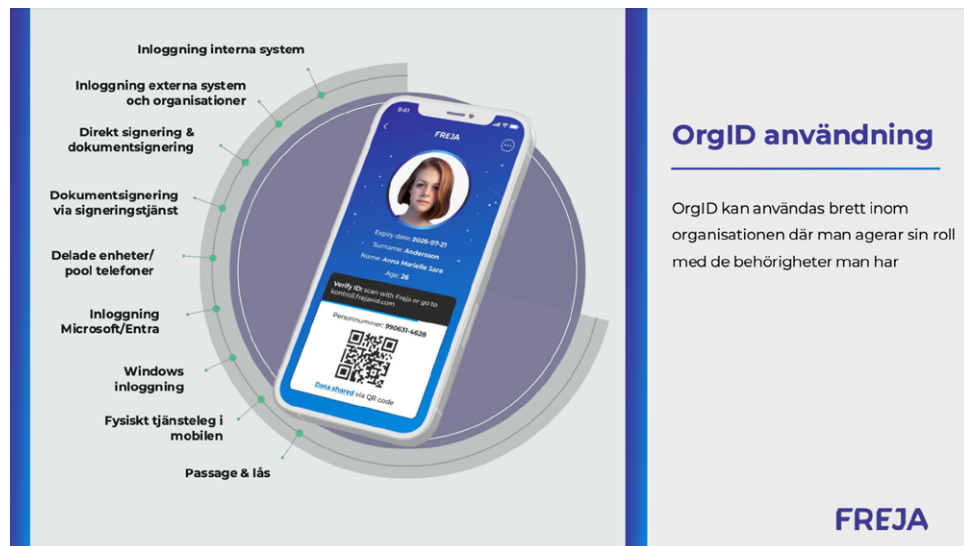 Inloggning interna system
Inloggning externa system
och organisationer
Direkt signering &
dokumentsignering
Dokumentsignering
via signeringstjänst
Delade enheter/
pool telefoner
Inloggning
Microsoft/Entra
Windows
inloggning
Fysiskt tjänsteleg i
mobilen
Passage & lås
9:41
FREJA
Expiry date: 2026-07-21
Surname: Andersson
Name: Anna Marielle Sara
Age: 26
Verify ID: scan with Freja or go to
kontroll.frejaeid.com
Personnummer: 990631-4628
Data shared via QR code
OrgID användning
OrgID kan användas brett inom
organisationen där man agerar sin roll
med de behörigheter man har
FREJA